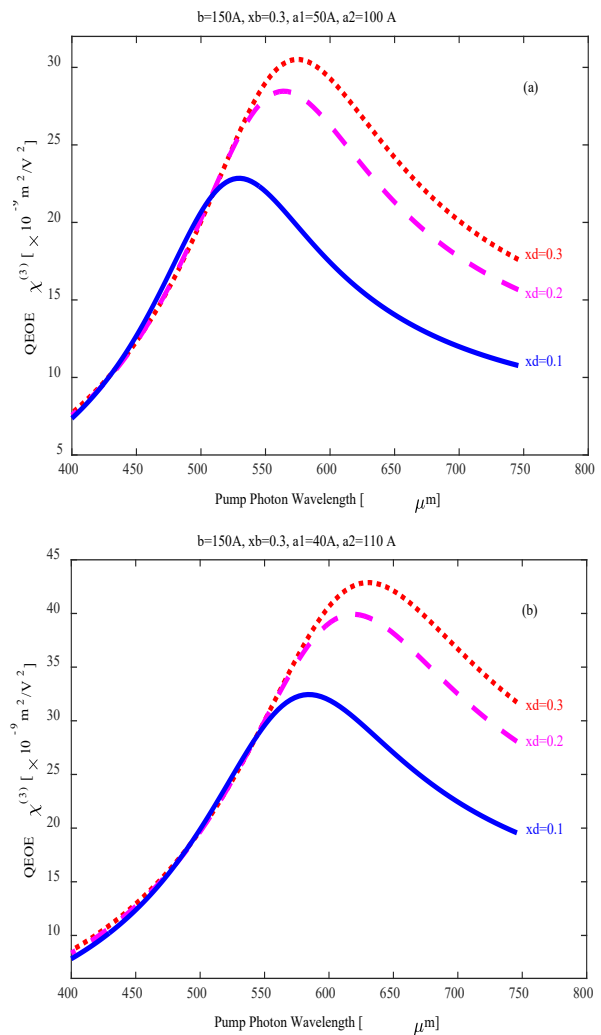 b=150A, xb=0.3, a1=50A, a2=100 A
(a)
30
25
20
15
10
5
QEOE χ(3) [ ×10 -9 m 2 /V 2 ]
xd=0.3
xd=0.2
xd=0.1
400 450 500 550 600 650 700 750 800
Pump Photon Wavelength [ μm]
b=150A, xb=0.3, a1=40A, a2=110 A
(b)
45
40
35
30
25
20
15
10
QEOE χ(3) [ ×10 -9 m 2 /V 2 ]
xd=0.3
xd=0.2
xd=0.1
400 450 500 550 600 650 700 750 800
Pump Photon Wavelength [ μm]